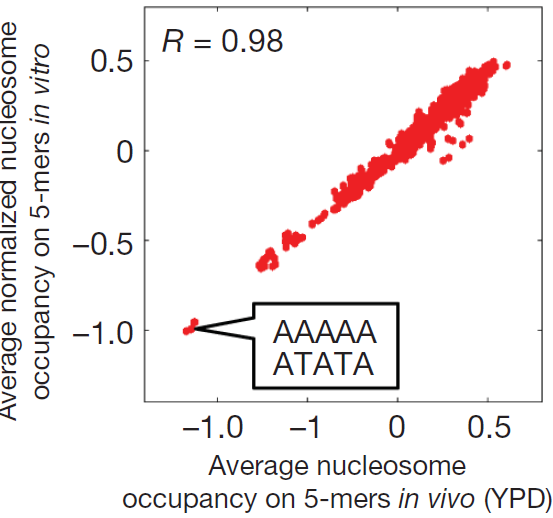 Average normalized nucleosome
occupancy on 5-mers in vitro
R = 0.98
0.5
0
−0.5
−1.0
AAAAA
ATATA
−1.0 −1 0 0.5
Average nucleosome
occupancy on 5-mers in vivo (YPD)